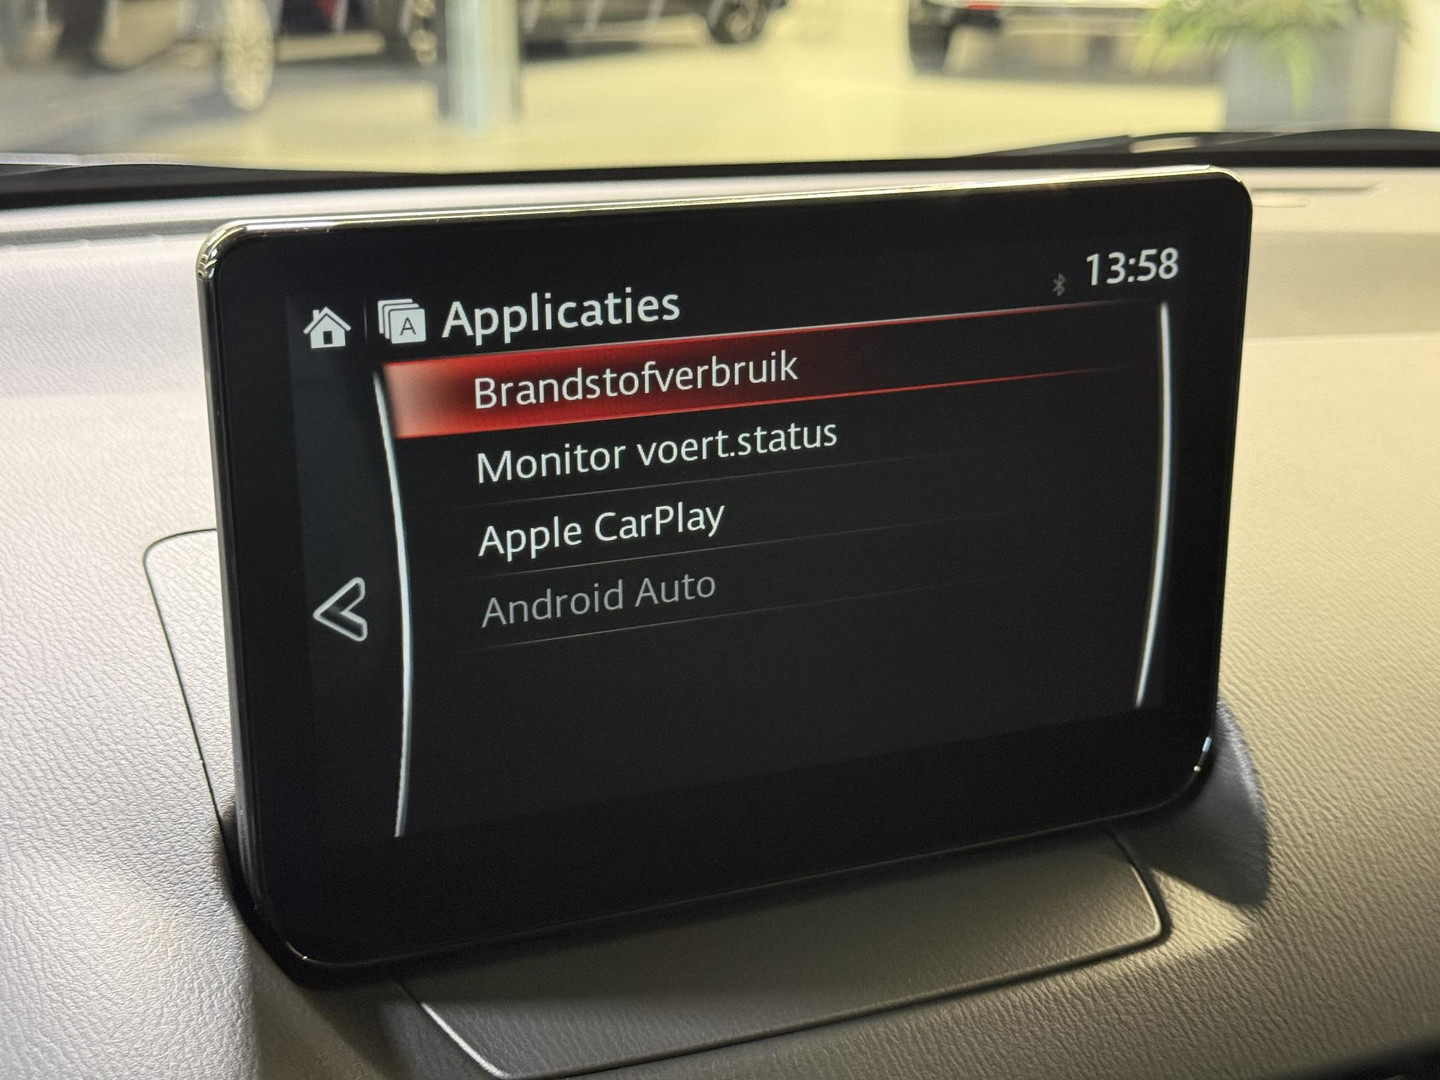 13:58
A Applicaties
Brandstofverbruik
Monitor voert.status
Apple CarPlay
Android Auto